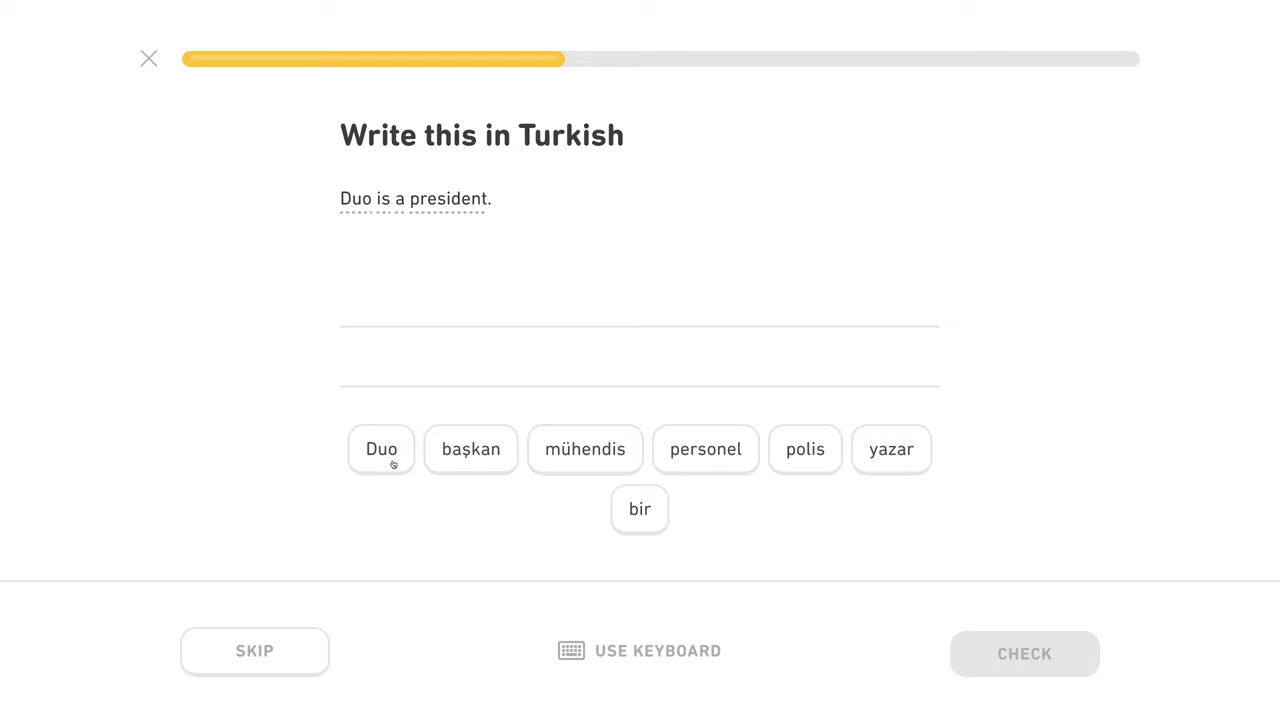 Write this in Turkish
Duo is a president.
Duo başkan mühendis personel polis yazar
bir
SKIP USE KEYBOARD CHECK